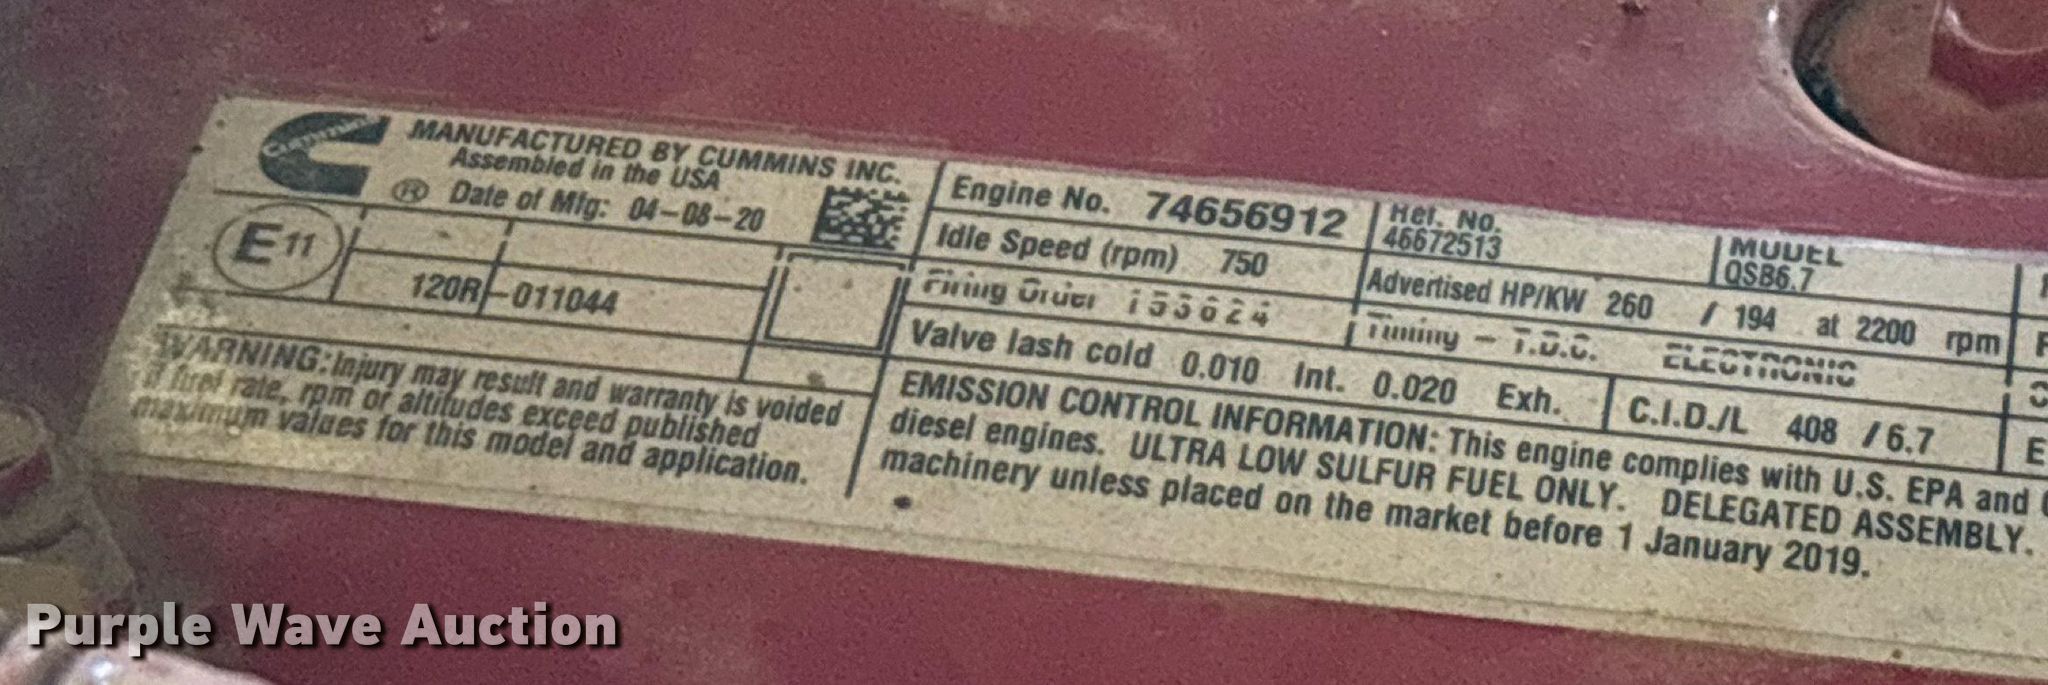 Cummins
MANUFACTURED BY CUMMINS INC.
Assembled in the USA
® Date of Mfg: 04-08-20
E 11
120R-011044
WARNING: Injury may result and warranty is voided
if fuel rate, rpm or altitudes exceed published
maximum values for this model and application.
Engine No. 74656912
Ref. No.
46672513
MODEL
QSB6.7
Idle Speed (rpm) 750
Advertised HP/KW 260 / 194 at 2200 rpm
Firing Order 153624
Timing - T.D.C. ELECTRONIC
Valve lash cold 0.010 Int. 0.020 Exh.
C.I.D./L 408 / 6.7
EMISSION CONTROL INFORMATION: This engine complies with U.S. EPA and
diesel engines. ULTRA LOW SULFUR FUEL ONLY. DELEGATED ASSEMBLY.
machinery unless placed on the market before 1 January 2019.
Purple Wave Auction